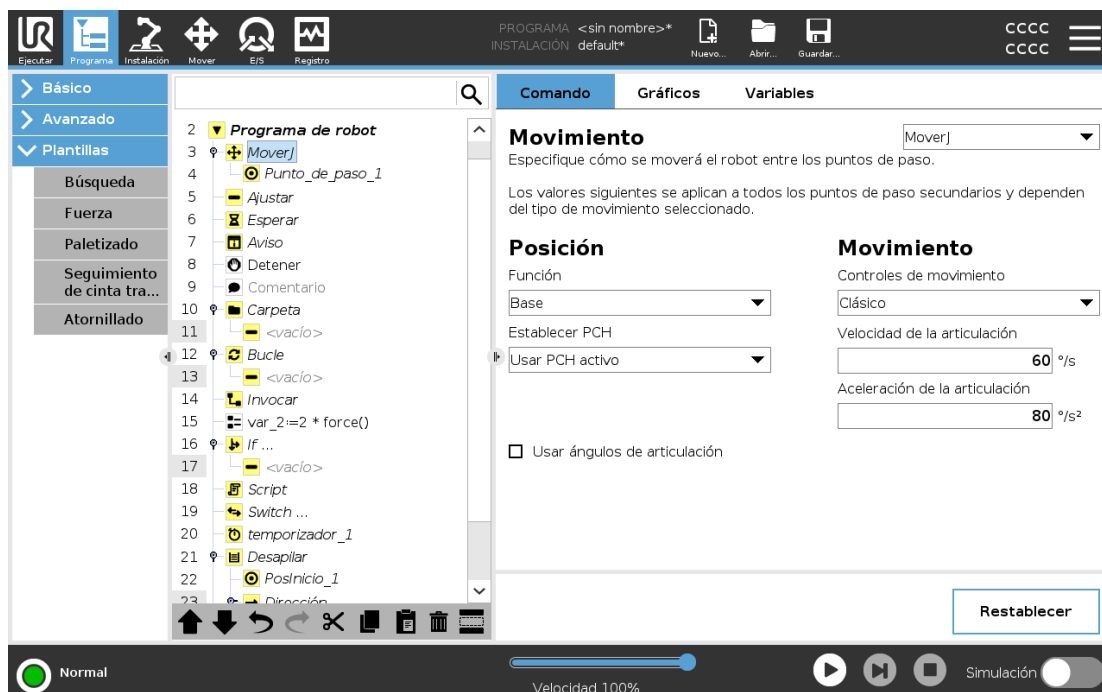 PROGRAMA <sin nombre>*
INSTALACIÓN default*
Ejecutar
Programa
Instalación
Mover
E/S
Registro
Nuevo...
Abrir...
Guardar...
CCCC
CCCC
Básico
Avanzado
Plantillas
Búsqueda
Fuerza
Paletizado
Seguimiento
de cinta tra...
Atornillado
2 Programa de robot
3 MoverJ
4 Punto_de_paso_1
5 Ajustar
6 Esperar
7 Aviso
8 Detener
9 Comentario
10 Carpeta
11 <vacío>
12 Bucle
13 <vacío>
14 Invocar
15 var_2:=2 * force()
16 If ...
17 <vacío>
18 Script
19 Switch ...
20 temporizador_1
21 Desapilar
22 PosInicio_1
23 Dirección
Comando Gráficos Variables
Movimiento
MoverJ
Especifique cómo se moverá el robot entre los puntos de paso.
Los valores siguientes se aplican a todos los puntos de paso secundarios y dependen
del tipo de movimiento seleccionado.
Posición
Función
Base
Establecer PCH
Usar PCH activo
Usar ángulos de articulación
Movimiento
Controles de movimiento
Clásico
Velocidad de la articulación
60 °/s
Aceleración de la articulación
80 °/s²
Restablecer
Normal
Velocidad 100%
Simulación